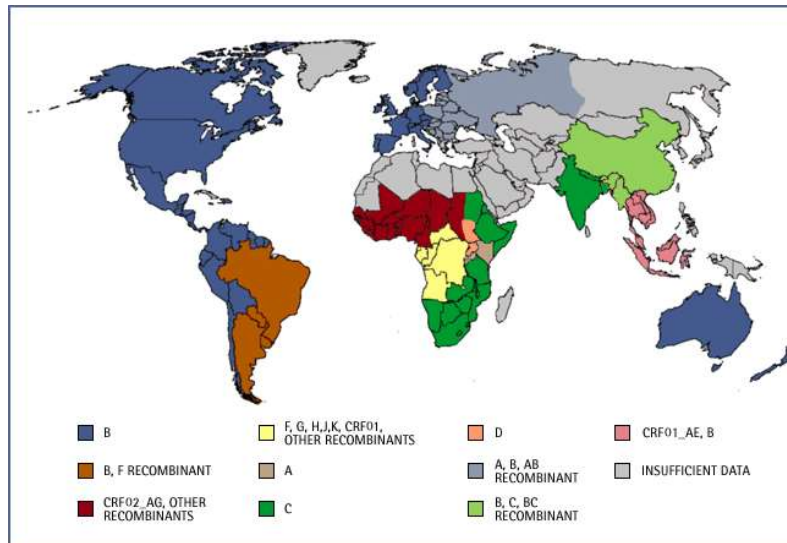 B
F, G, H,J,K, CRF01,
OTHER RECOMBINANTS
D
CRF01_AE, B
B, F RECOMBINANT
A
A, B, AB
RECOMBINANT
INSUFFICIENT DATA
CRF02_AG, OTHER
RECOMBINANTS
C
B, C, BC
RECOMBINANT